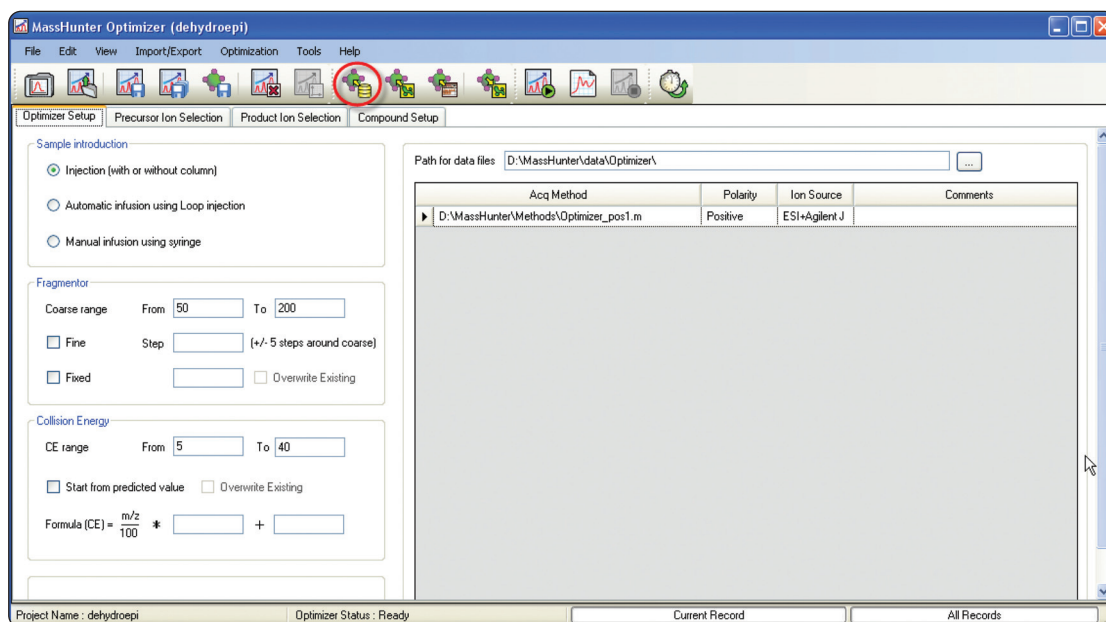 MassHunter Optimizer (dehydroepi)
File Edit View Import/Export Optimization Tools Help
Optimizer Setup Precursor Ion Selection Product Ion Selection Compound Setup
Sample introduction
Injection (with or without column)
Automatic infusion using Loop injection
Manual infusion using syringe
Fragmentor
Coarse range From 50 To 200
Fine Step (+/- 5 steps around coarse)
Fixed Overwrite Existing
Collision Energy
CE range From 5 To 40
Start from predicted value Overwrite Existing
Formula (CE) = m/z
100 * +
Path for data files D:\MassHunter\data\Optimizer\ ...
Acq Method Polarity Ion Source Comments
D:\MassHunter\Methods\Optimizer_pos1.m Positive ESI+Agilent J
Project Name : dehydroepi Optimizer Status : Ready Current Record All Records